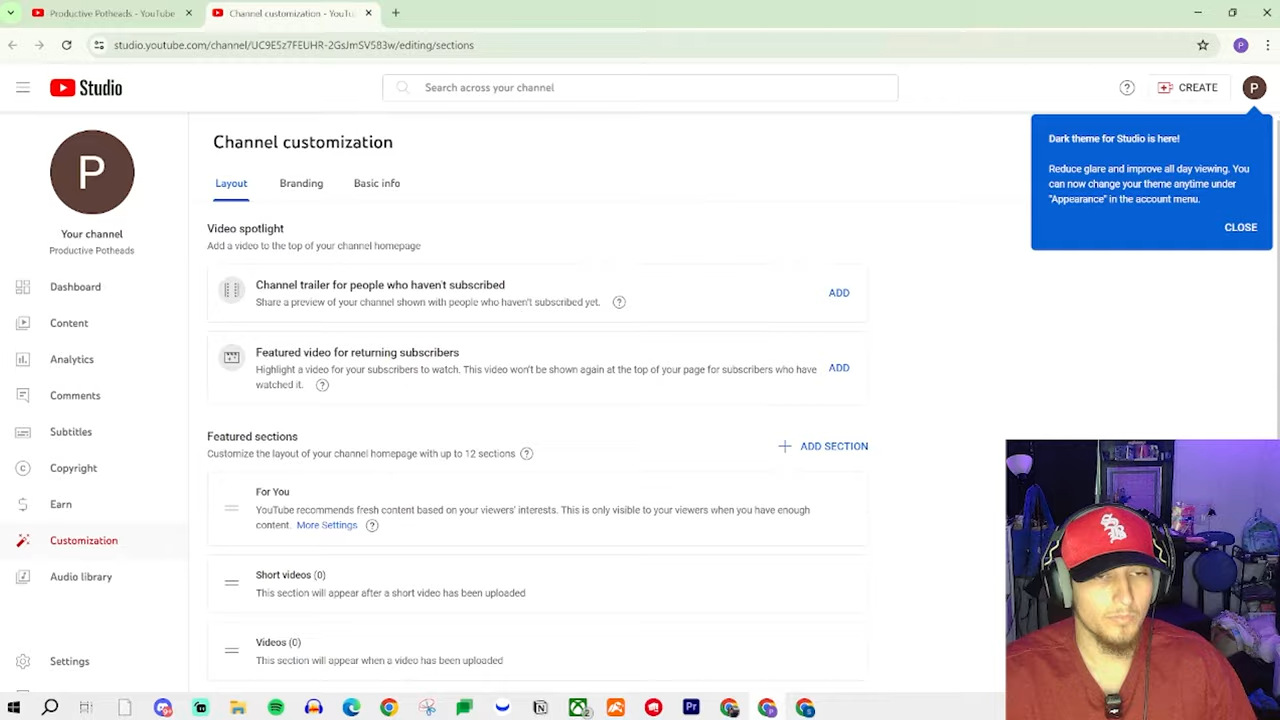 Productive Potheads - YouTube
Channel customization - YouTu
studio.youtube.com/channel/UC9E5z7FEUHR-2GsJmSV583w/editing/sections
P
Studio
Search across your channel
CREATE
P
P
Your channel
Productive Potheads
Dashboard
Content
Analytics
Comments
Subtitles
Copyright
Earn
Customization
Audio library
Settings
Channel customization
Layout Branding Basic info
Video spotlight
Add a video to the top of your channel homepage
Channel trailer for people who haven't subscribed
Share a preview of your channel shown with people who haven't subscribed yet.
ADD
Featured video for returning subscribers
Highlight a video for your subscribers to watch. This video won't be shown again at the top of your page for subscribers who have
watched it.
ADD
Featured sections
Customize the layout of your channel homepage with up to 12 sections
ADD SECTION
For You
YouTube recommends fresh content based on your viewers' interests. This is only visible to your viewers when you have enough
content. More Settings
Short videos (0)
This section will appear after a short video has been uploaded
Videos (0)
This section will appear when a video has been uploaded
Dark theme for Studio is here!
Reduce glare and improve all day viewing. You
can now change your theme anytime under
"Appearance" in the account menu.
CLOSE
Pr